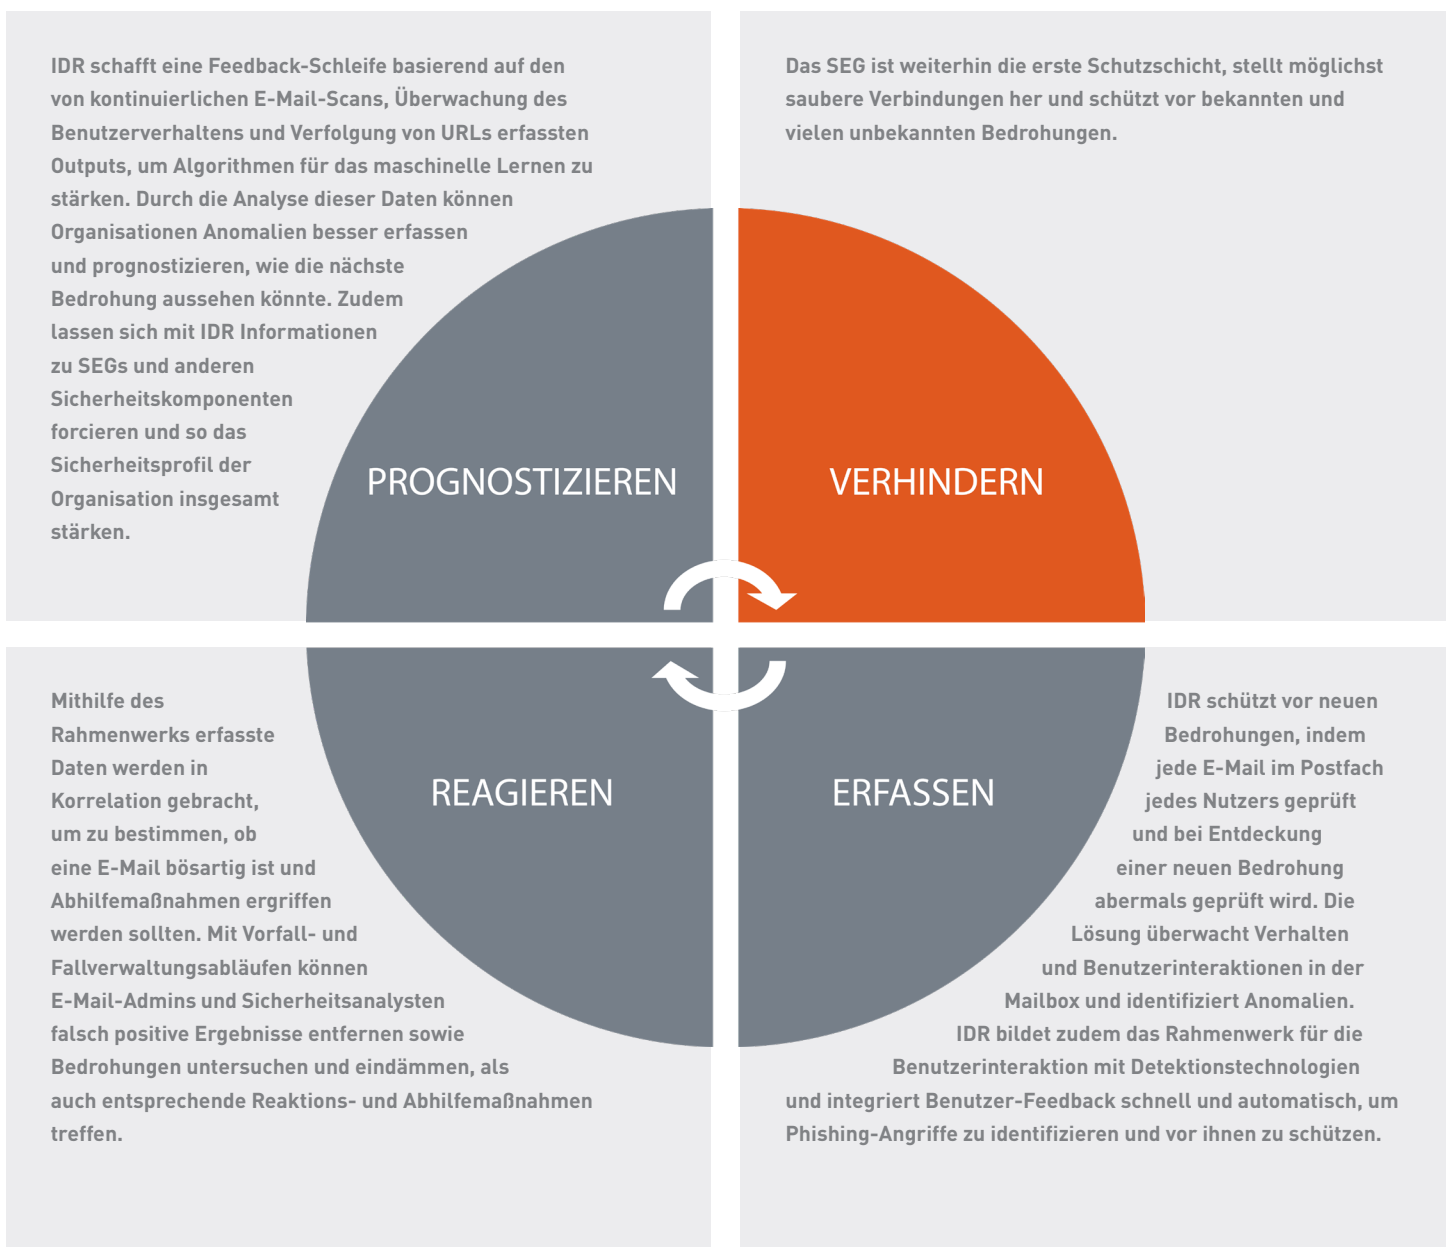 IDR schafft eine Feedback-Schleife basierend auf den
von kontinuierlichen E-Mail-Scans, Überwachung des
Benutzerverhaltens und Verfolgung von URLs erfassten
Outputs, um Algorithmen für das maschinelle Lernen zu
stärken. Durch die Analyse dieser Daten können
Organisationen Anomalien besser erfassen
und prognostizieren, wie die nächste
Bedrohung aussehen könnte. Zudem
lassen sich mit IDR Informationen
zu SEGs und anderen
Sicherheitskomponenten
forcieren und so das
Sicherheitsprofil der
Organisation insgesamt
stärken.
PROGNOSTIZIEREN
Das SEG ist weiterhin die erste Schutzschicht, stellt möglichst
saubere Verbindungen her und schützt vor bekannten und
vielen unbekannten Bedrohungen.
VERHINDERN
Mithilfe des
Rahmenwerks erfasste
Daten werden in
Korrelation gebracht,
um zu bestimmen, ob
eine E-Mail bösartig ist und
Abhilfemaßnahmen ergriffen
werden sollten. Mit Vorfall- und
Fallverwaltungsabläufen können
E-Mail-Admins und Sicherheitsanalysten
falsch positive Ergebnisse entfernen sowie
Bedrohungen untersuchen und eindämmen, als
auch entsprechende Reaktions- und Abhilfemaßnahmen
treffen.
REAGIEREN
ERFASSEN
IDR schützt vor neuen
Bedrohungen, indem
jede E-Mail im Postfach
jedes Nutzers geprüft
und bei Entdeckung
einer neuen Bedrohung
abermals geprüft wird. Die
Lösung überwacht Verhalten
und Benutzerinteraktionen in der
Mailbox und identifiziert Anomalien.
IDR bildet zudem das Rahmenwerk für die
Benutzerinteraktion mit Detektionstechnologien
und integriert Benutzer-Feedback schnell und automatisch, um
Phishing-Angriffe zu identifizieren und vor ihnen zu schützen.